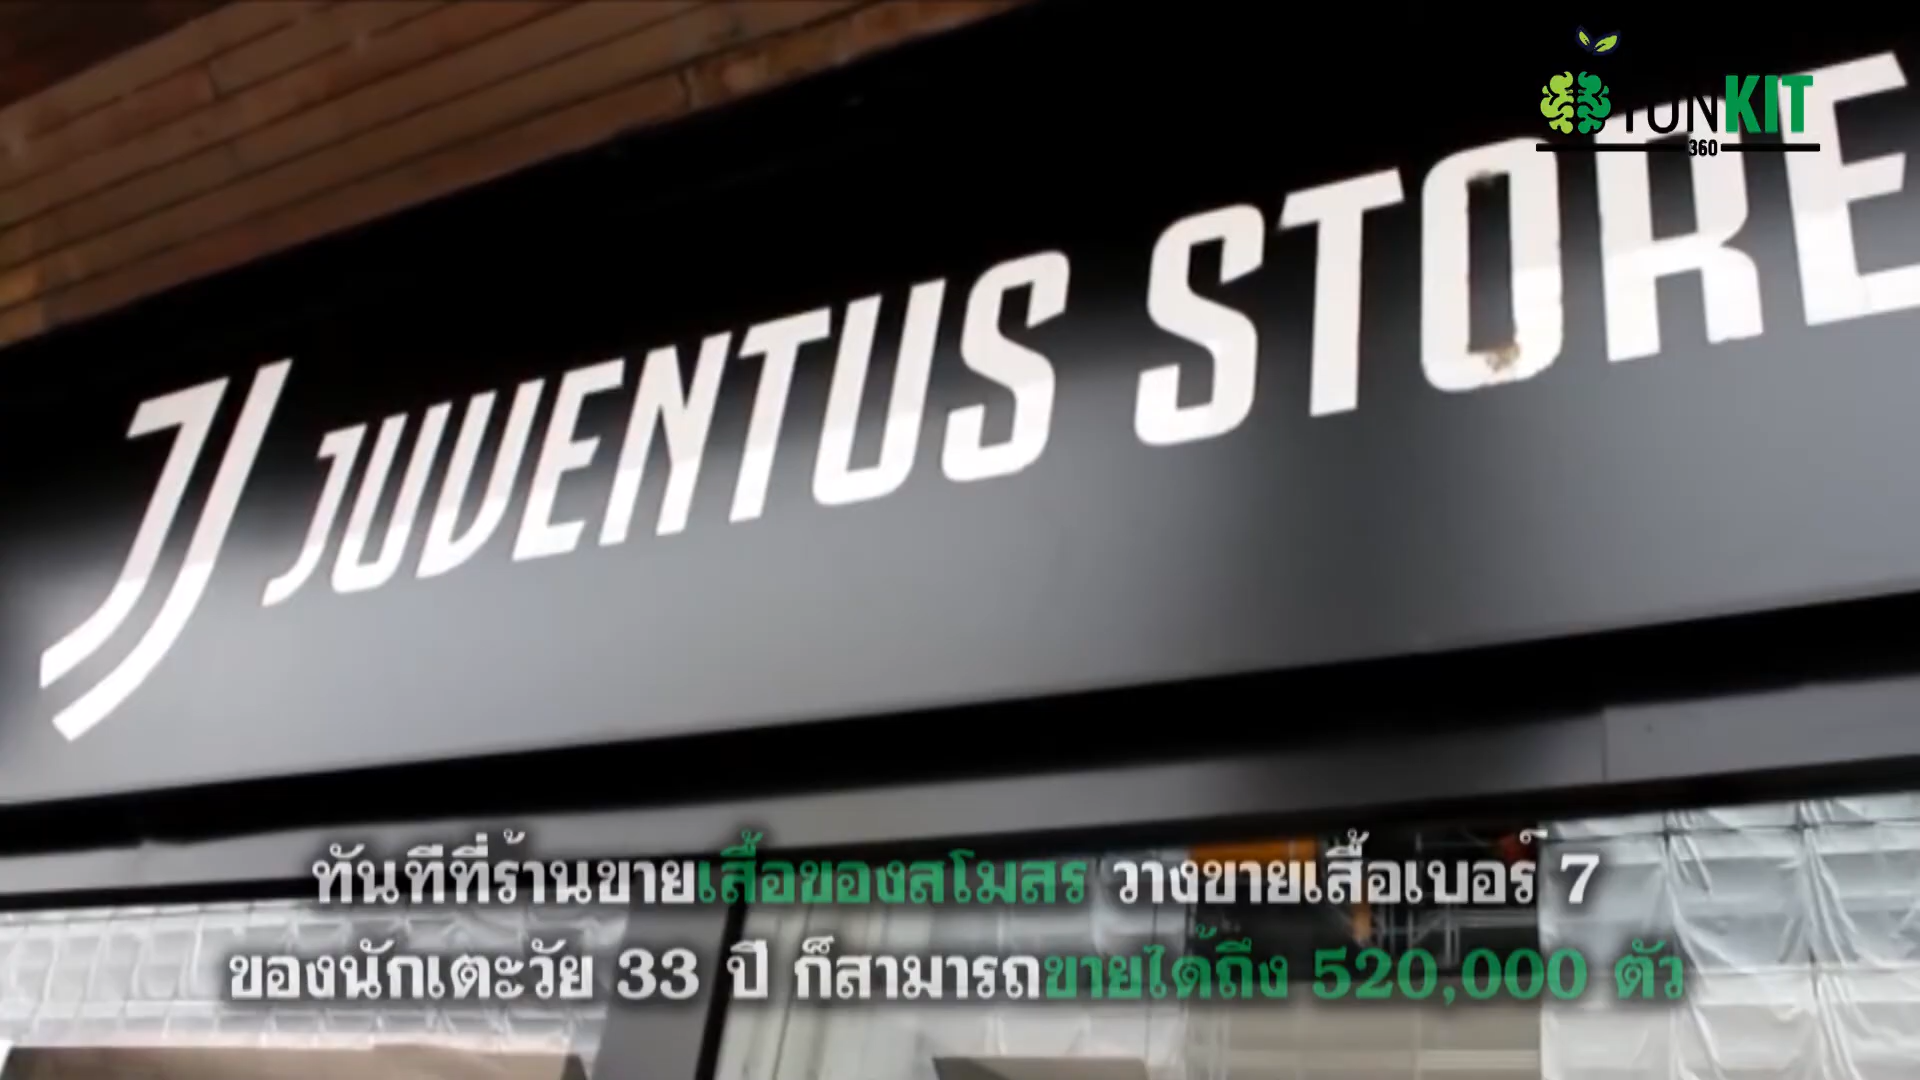 TUNKIT
360
JUVENTUS STORE
ทันทีที่ร้านขายเสื้อของสโมสร วางขายเสื้อเบอร์ 7
ของนักเตะวัย 33 ปี ก็สามารถขายได้ถึง 520,000 ตัว